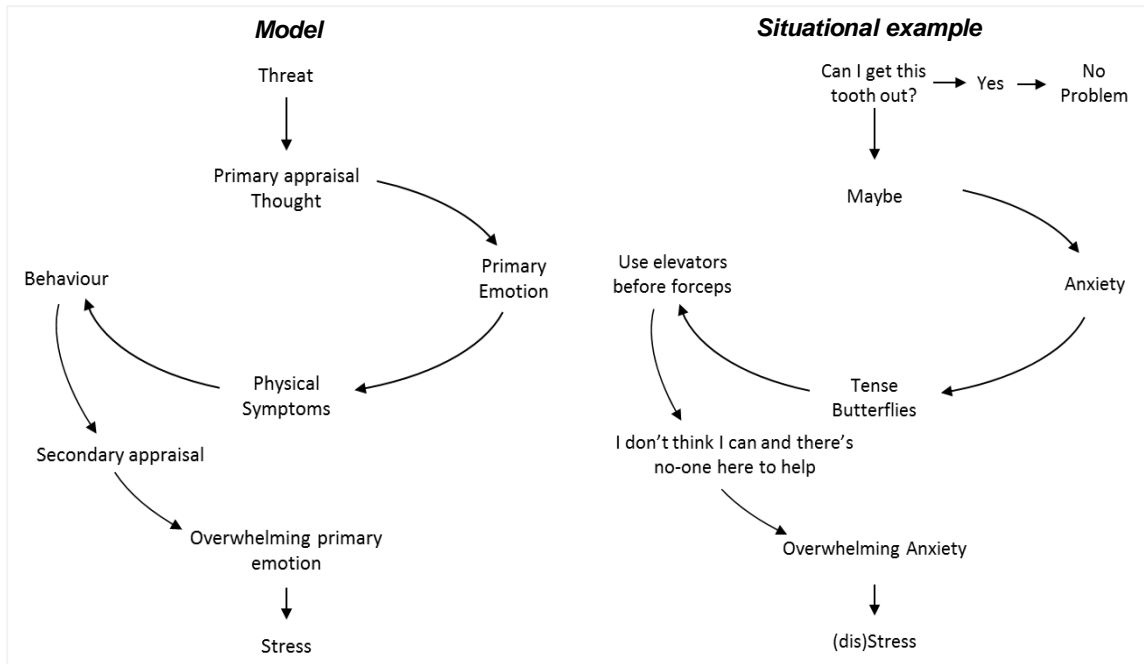 Model
Threat
Primary appraisal
Thought
Primary
Emotion
Behaviour
Physical
Symptoms
Secondary appraisal
Overwhelming primary
emotion
Stress
Situational example
Can I get this
tooth out?
Yes
No
Problem
Maybe
Use elevators
before forceps
Anxiety
Tense
Butterflies
I don’t think I can and there’s
no-one here to help
Overwhelming Anxiety
(dis)Stress